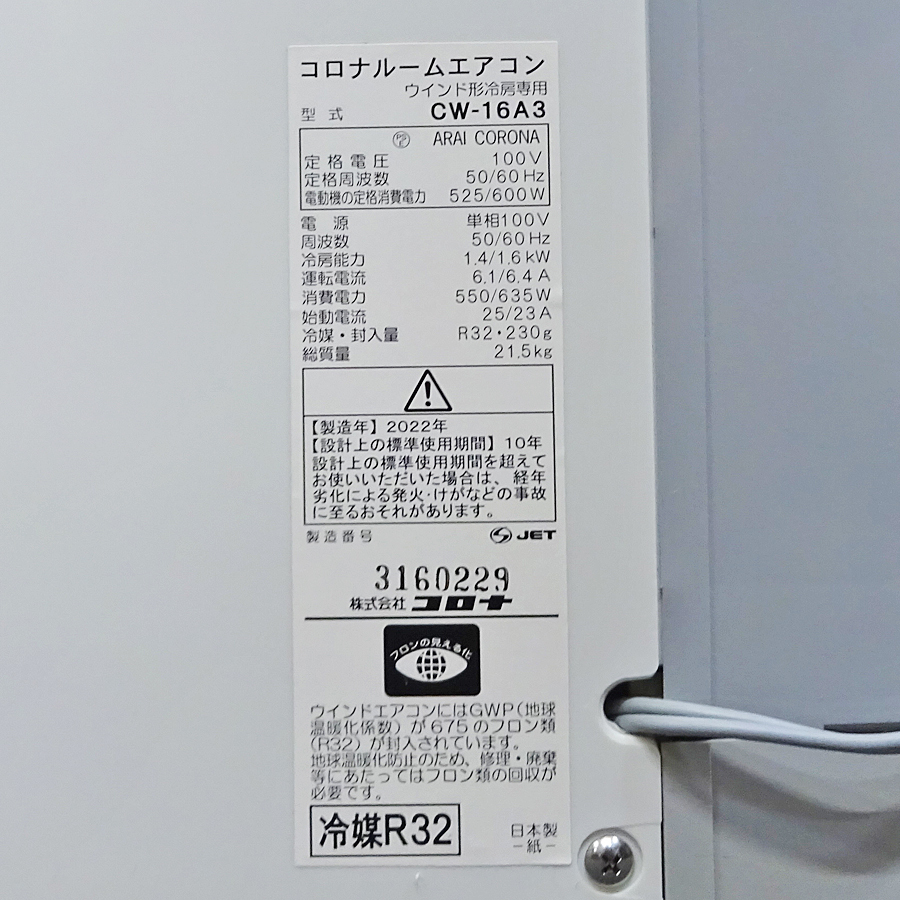 コロナルームエアコン
ウインド形冷房専用
型式 CW-16A3
PSE ARAI CORONA
定格電圧 100V
定格周波数 50/60Hz
電動機の定格消費電力 525/600W
電源 単相100V
周波数 50/60Hz
冷房能力 1.4/1.6kW
運転電流 6.1/6.4A
消費電力 550/635W
始動電流 25/23A
冷媒・封入量 R32・230g
総質量 21.5kg
【製造年】2022年
【設計上の標準使用期間】10年
設計上の標準使用期間を超えて
お使いいただいた場合は、経年
劣化による発火・けがなどの事故
に至るおそれがあります。
製造番号 JET
3160229
株式会社 コロナ
フロンの見える化
ウインドエアコンにはGWP(地球
温暖化係数)が675のフロン類
(R32)が封入されています。
地球温暖化防止のため、修理・廃棄
等にあたってはフロン類の回収が
必要です。
冷媒R32
日本製
-紙-